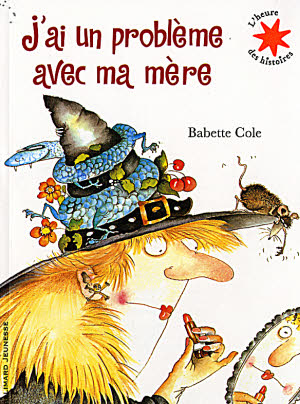 j'ai un problème
avec ma mère
L'heure
des histoires
Babette Cole
IMARD JEUNESSE